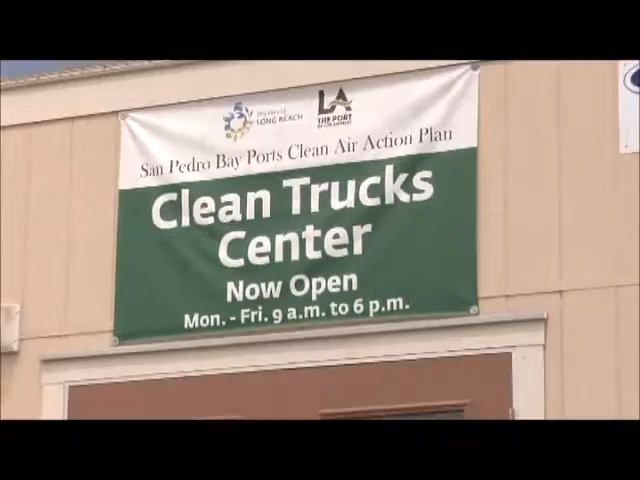 LONG BEACH
LA
THE PORT
San Pedro Bay Ports Clean Air Action Plan
Clean Trucks
Center
Now Open
Mon. - Fri. 9 a.m. to 6 p.m.